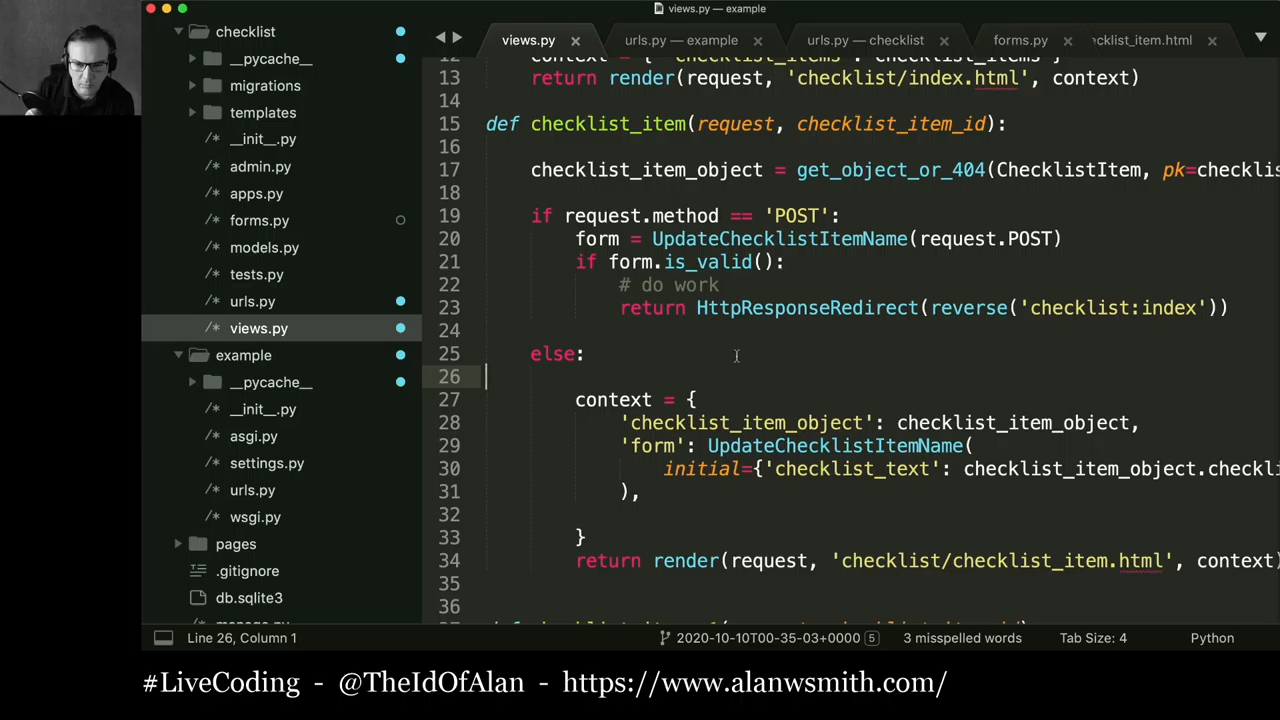 views.py — example
checklist
__pycache__
migrations
templates
/* __init__.py
/* admin.py
/* apps.py
/* forms.py
/* models.py
/* tests.py
/* urls.py
/* views.py
example
__pycache__
/* __init__.py
/* asgi.py
/* settings.py
/* urls.py
/* wsgi.py
pages
.gitignore
db.sqlite3
manage.py
views.py
urls.py — example
urls.py — checklist
forms.py
cklist_item.html
12 context = { 'checklist_items': checklist_items }
13 return render(request, 'checklist/index.html', context)
14
15 def checklist_item(request, checklist_item_id):
16
17 checklist_item_object = get_object_or_404(ChecklistItem, pk=checklis
18
19 if request.method == 'POST':
20 form = UpdateChecklistItemName(request.POST)
21 if form.is_valid():
22 # do work
23 return HttpResponseRedirect(reverse('checklist:index'))
24
25 else:
26
27 context = {
28 'checklist_item_object': checklist_item_object,
29 'form': UpdateChecklistItemName(
30 initial={'checklist_text': checklist_item_object.checkli
31 ),
32
33 }
34 return render(request, 'checklist/checklist_item.html', context)
35
36
Line 26, Column 1
2020-10-10T00-35-03+0000 5
3 misspelled words
Tab Size: 4
Python
#LiveCoding - @TheIdOfAlan - https://www.alanwsmith.com/